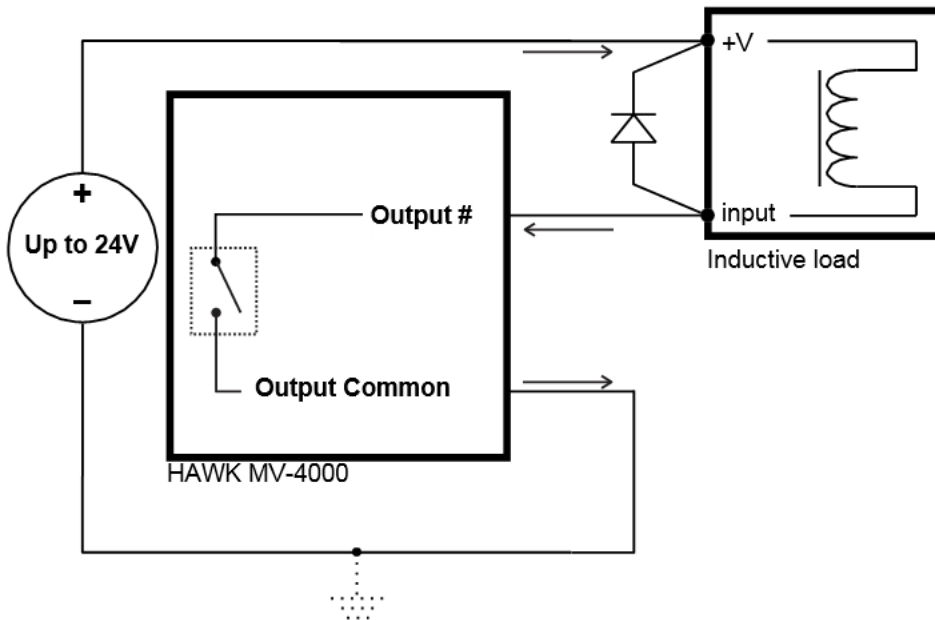 +V
+
Up to 24V
−
Output #
input
Inductive load
Output Common
HAWK MV-4000